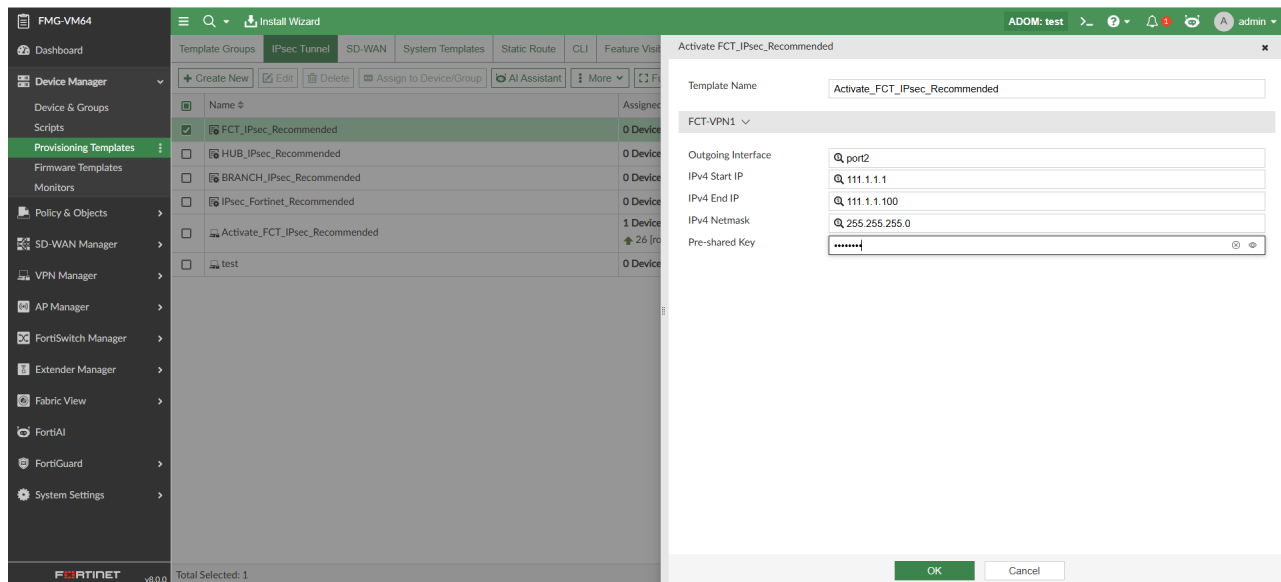 FMG-VM64
Install Wizard
ADOM: test
1
A
admin
Dashboard
Device Manager
Device & Groups
Scripts
Provisioning Templates
Firmware Templates
Monitors
Policy & Objects
SD-WAN Manager
VPN Manager
AP Manager
FortiSwitch Manager
Extender Manager
Fabric View
FortiAI
FortiGuard
System Settings
FORTINET
v8.0.0
Template Groups
IPsec Tunnel
SD-WAN
System Templates
Static Route
CLI
Feature Visib
+ Create New
Edit
Delete
Assign to Device/Group
AI Assistant
More
Fu
Name
Assigned
FCT_IPsec_Recommended
0 Device
HUB_IPsec_Recommended
0 Device
BRANCH_IPsec_Recommended
0 Device
IPsec_Fortinet_Recommended
0 Device
Activate_FCT_IPsec_Recommended
1 Device
26 [ro
test
0 Device
Total Selected: 1
Activate FCT_IPsec_Recommended
Template Name
Activate_FCT_IPsec_Recommended
FCT-VPN1
Outgoing Interface
port2
IPv4 Start IP
111.1.1.1
IPv4 End IP
111.1.1.100
IPv4 Netmask
255.255.255.0
Pre-shared Key
••••••••
OK
Cancel